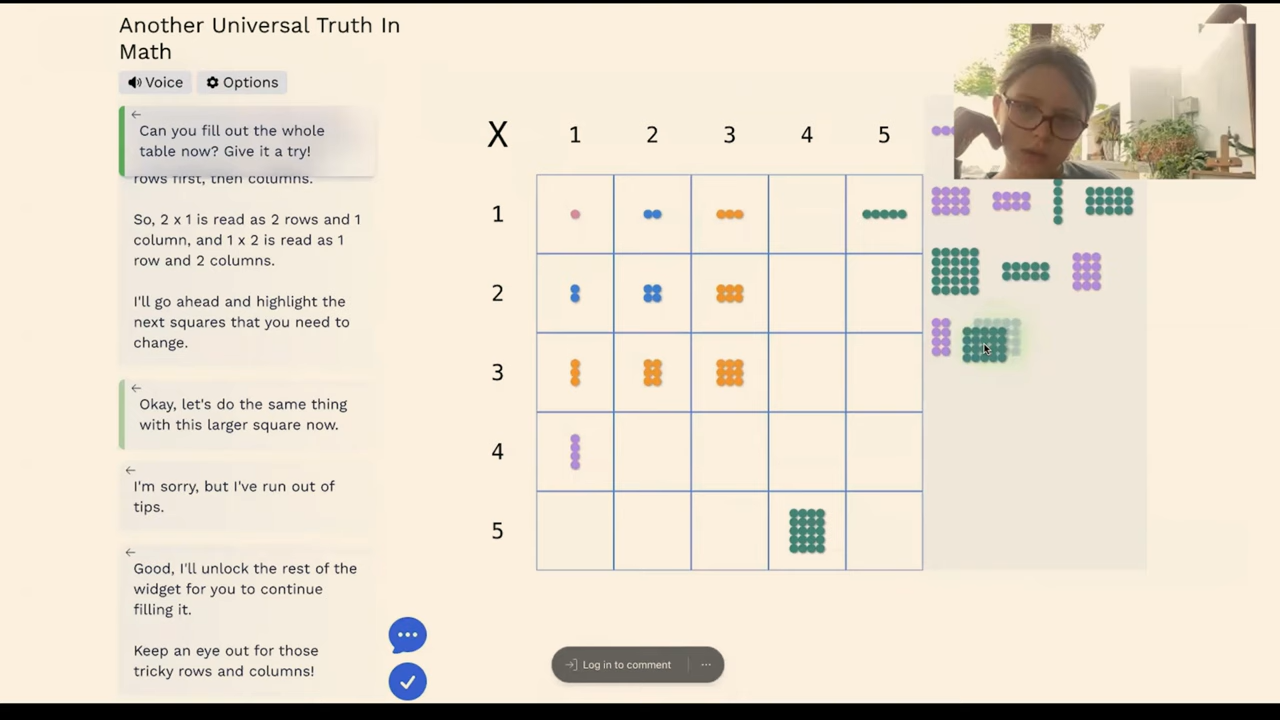 Another Universal Truth In
Math
Voice
Options
←
Can you fill out the whole
table now? Give it a try!
rows first, then columns.
So, 2 x 1 is read as 2 rows and 1
column, and 1 x 2 is read as 1
row and 2 columns.
I'll go ahead and highlight the
next squares that you need to
change.
←
Okay, let's do the same thing
with this larger square now.
←
I'm sorry, but I've run out of
tips.
←
Good, I'll unlock the rest of the
widget for you to continue
filling it.
Keep an eye out for those
tricky rows and columns!
X 1 2 3 4 5
1
2
3
4
5
Log in to comment